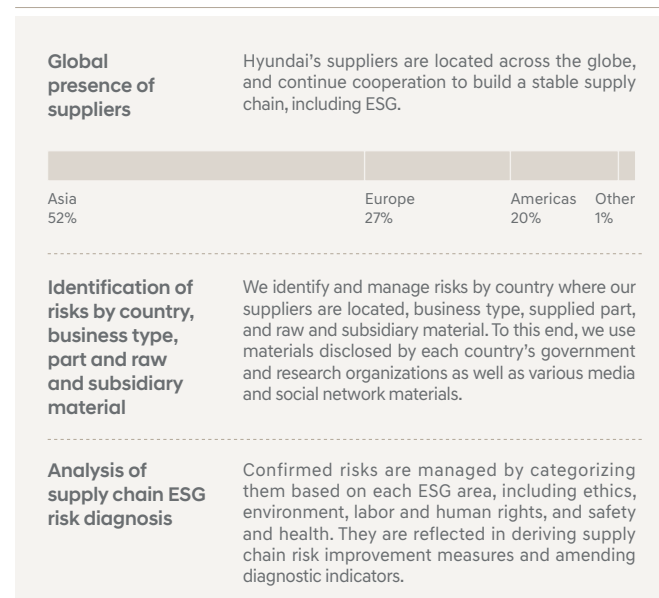 Global
presence of
suppliers
Hyundai’s suppliers are located across the globe,
and continue cooperation to build a stable supply
chain, including ESG.
Asia
52%
Europe
27%
Americas
20%
Other
1%
Identification of
risks by country,
business type,
part and raw
and subsidiary
material
We identify and manage risks by country where our
suppliers are located, business type, supplied part,
and raw and subsidiary material. To this end, we use
materials disclosed by each country’s government
and research organizations as well as various media
and social network materials.
Analysis of
supply chain ESG
risk diagnosis
Confirmed risks are managed by categorizing
them based on each ESG area, including ethics,
environment, labor and human rights, and safety
and health. They are reflected in deriving supply
chain risk improvement measures and amending
diagnostic indicators.